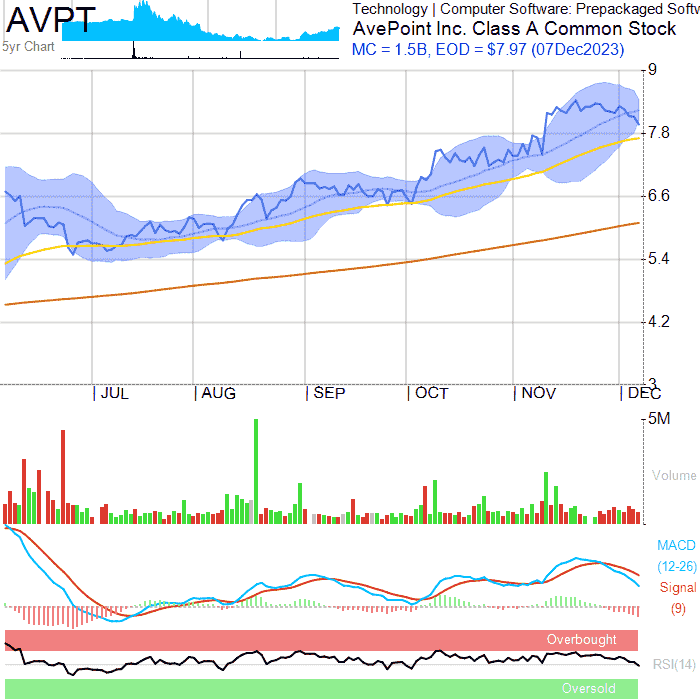 AVPT
5yr Chart
Technology | Computer Software: Prepackaged Softw
AvePoint Inc. Class A Common Stock
MC = 1.5B, EOD = $7.97 (07Dec2023)
9
7.8
6.6
5.4
4.2
3
JUL
AUG
SEP
OCT
NOV
DEC
5M
Volume
MACD
(12-26)
Signal
(9)
Overbought
RSI(14)
Oversold